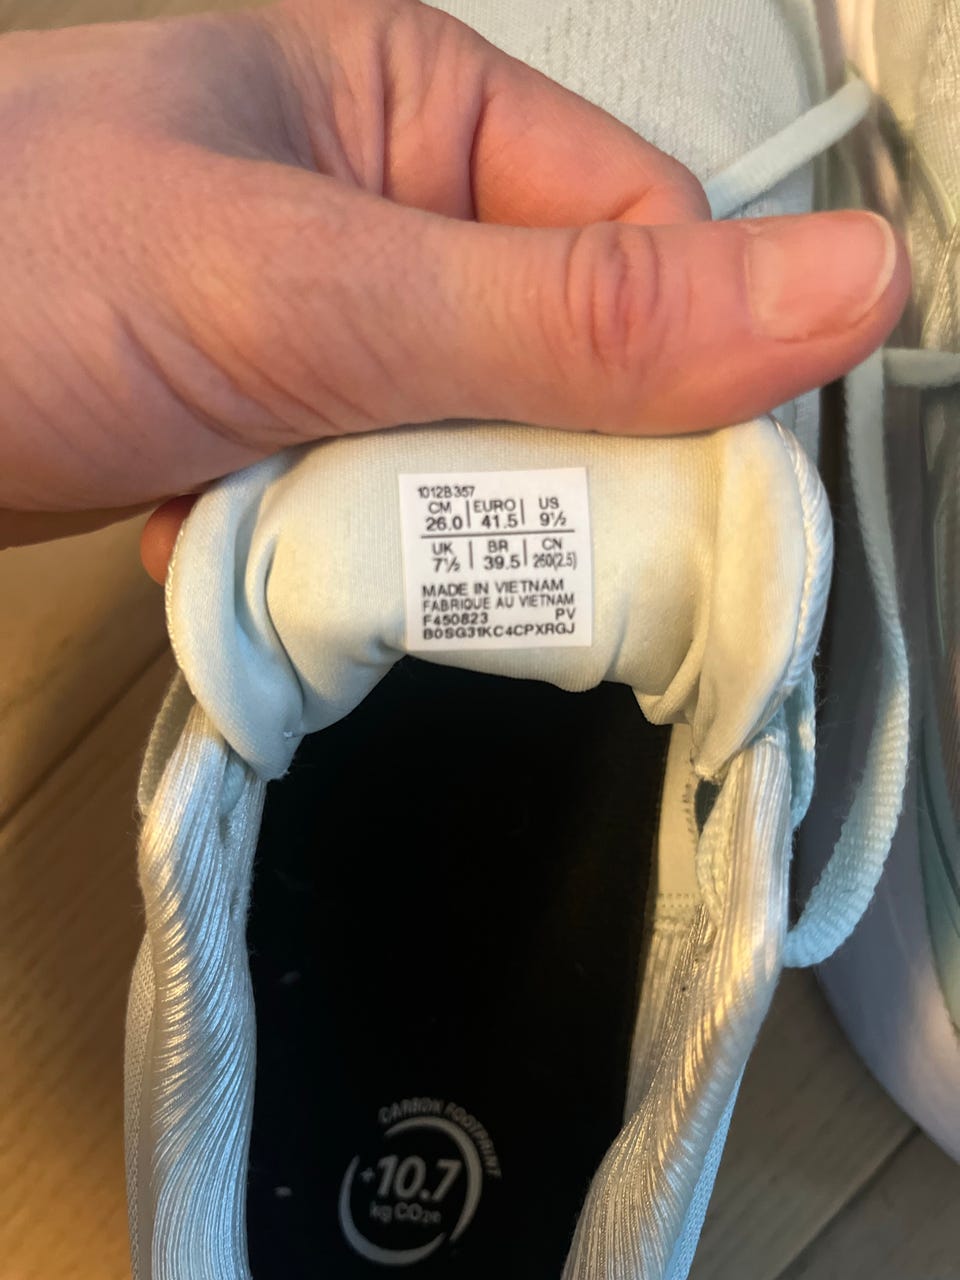 1012B357
CM EURO US
26.0 41.5 9½
UK BR CN
7½ 39.5 260(2.5)
MADE IN VIETNAM
FABRIQUE AU VIETNAM
F450823 PV
B0SG31KC4CPXRGJ
CARBON FOOTPRINT
+10.7
kg CO2e